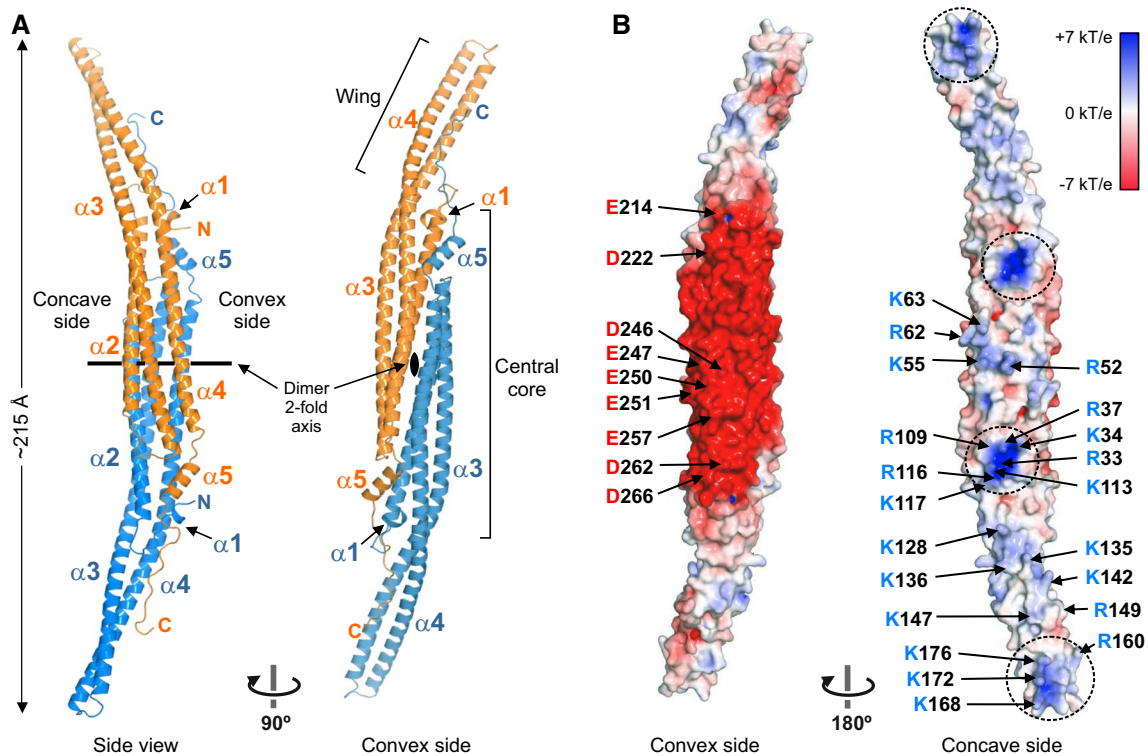 A
~215 Å
C
α3
α1
N
α5
Concave
side
Convex
side
α2
α4
α2
α5
N
α1
α3
α4
C
Side view
90º
Wing
α4
C
α1
α5
α3
Dimer
2-fold
axis
Central
core
α5
α3
α1
C
α4
Convex side
B
E214
D222
D246
E247
E250
E251
E257
D262
D266
Convex side
180º
+7 kT/e
0 kT/e
-7 kT/e
K63
R62
K55
R52
R37
R109
K34
R33
R116
K113
K117
K128
K135
K136
K142
K147
R149
R160
K176
K172
K168
Concave side